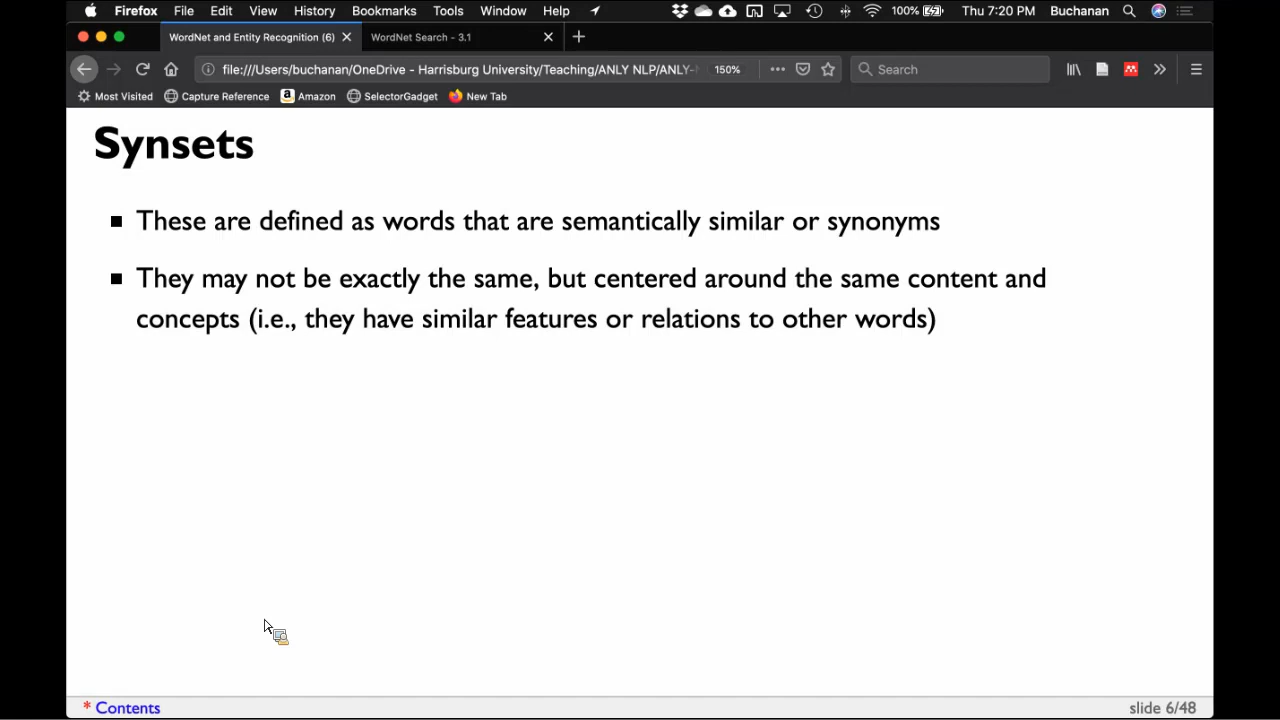 Firefox File Edit View History Bookmarks Tools Window Help 100% Thu 7:20 PM Buchanan
WordNet and Entity Recognition (6) WordNet Search - 3.1
file:///Users/buchanan/OneDrive - Harrisburg University/Teaching/ANLY NLP/ANLY- 150% Search
Most Visited Capture Reference Amazon SelectorGadget New Tab
Synsets
These are defined as words that are semantically similar or synonyms
They may not be exactly the same, but centered around the same content and
concepts (i.e., they have similar features or relations to other words)
* Contents slide 6/48